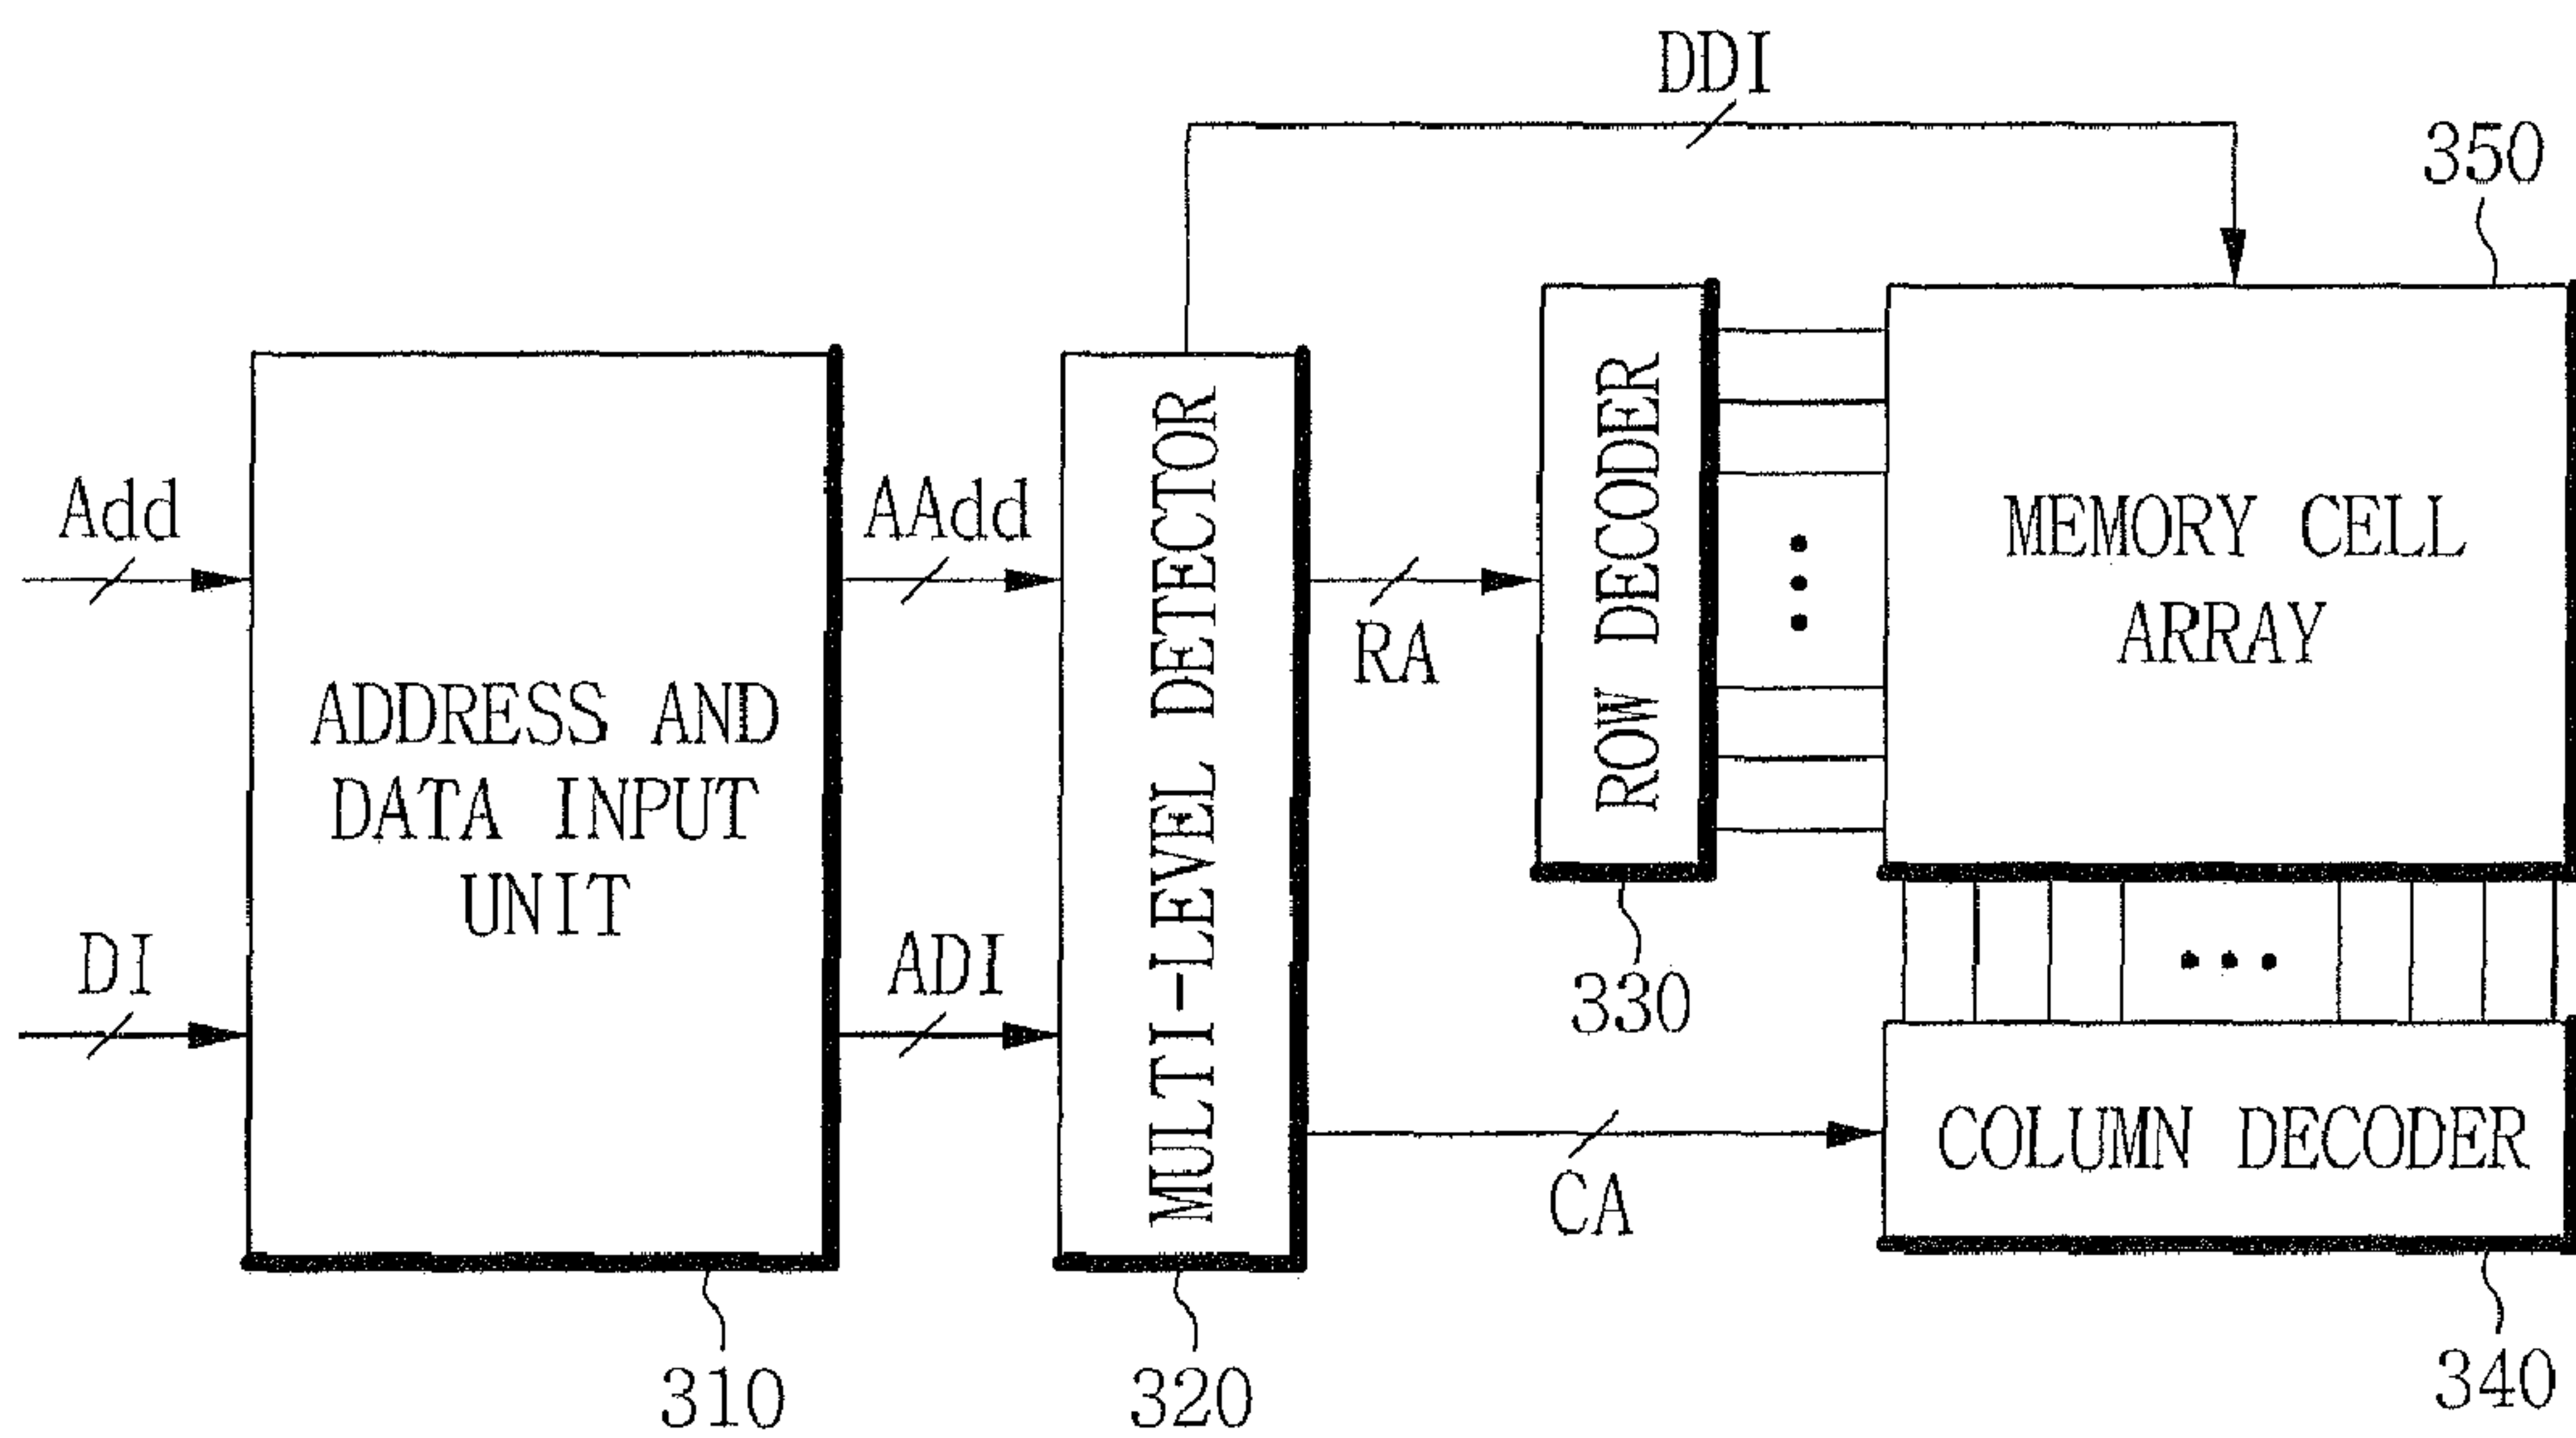 DDI
350
Add
AAdd
RA
ROW DECODER
MEMORY CELL
ARRAY
ADDRESS AND
DATA INPUT
UNIT
MULTI-LEVEL DETECTOR
DI
ADI
330
CA
COLUMN DECODER
310
320
340